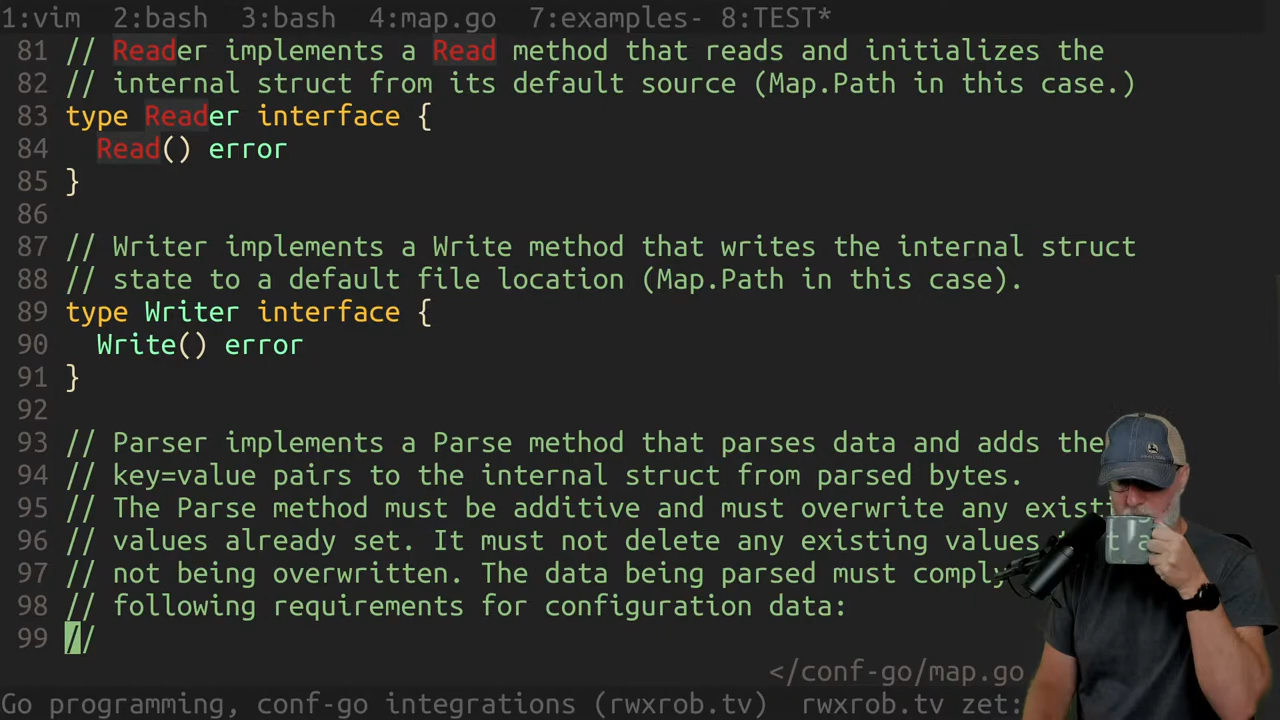 1:vim 2:bash 3:bash 4:map.go 7:examples- 8:TEST*
81 // Reader implements a Read method that reads and initializes the
82 // internal struct from its default source (Map.Path in this case.)
83 type Reader interface {
84 Read() error
85 }
86
87 // Writer implements a Write method that writes the internal struct
88 // state to a default file location (Map.Path in this case).
89 type Writer interface {
90 Write() error
91 }
92
93 // Parser implements a Parse method that parses data and adds the
94 // key=value pairs to the internal struct from parsed bytes.
95 // The Parse method must be additive and must overwrite any
96 // values already set. It must not delete any existing values
97 // not being overwritten. The data being parsed must comply
98 // following requirements for configuration data:
99 //
</conf-go/map.go
Go programming, conf-go integrations (rwxrob.tv) rwxrob.tv zet: